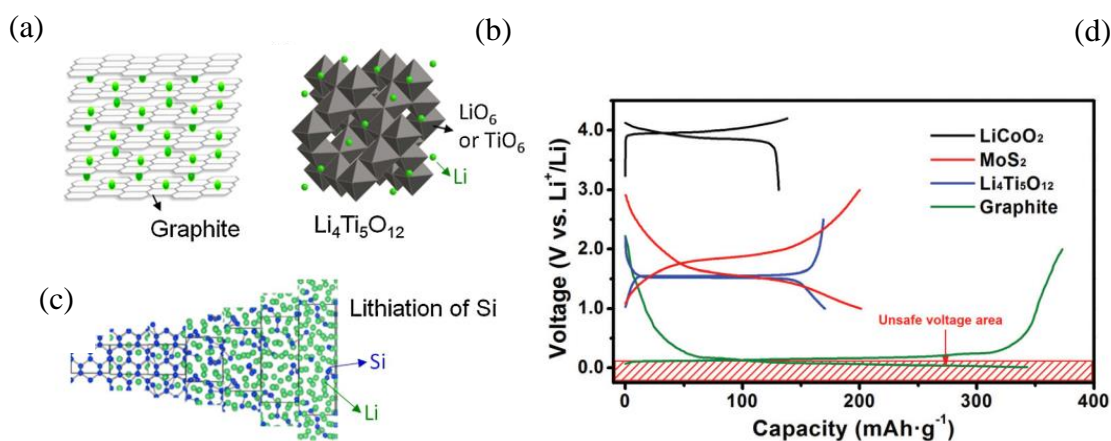 (a)
(b)
(d)
LiO₆
or TiO₆
Li
Graphite
Li₄Ti₅O₁₂
(c)
Lithiation of Si
Si
Li
Voltage (V vs. Li⁺/Li)
4.0
3.0
2.0
1.0
0.0
LiCoO₂
MoS₂
Li₄Ti₅O₁₂
Graphite
Unsafe voltage area
0
100
200
300
400
Capacity (mAh·g⁻¹)